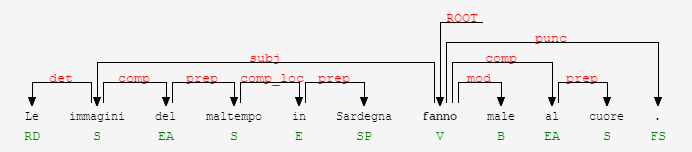 ROOT
punc
subj comp
det comp prep comp_loc prep mod prep
Le immagini del maltempo in Sardegna fanno male al cuore .
RD S EA S E SP V B EA S FS